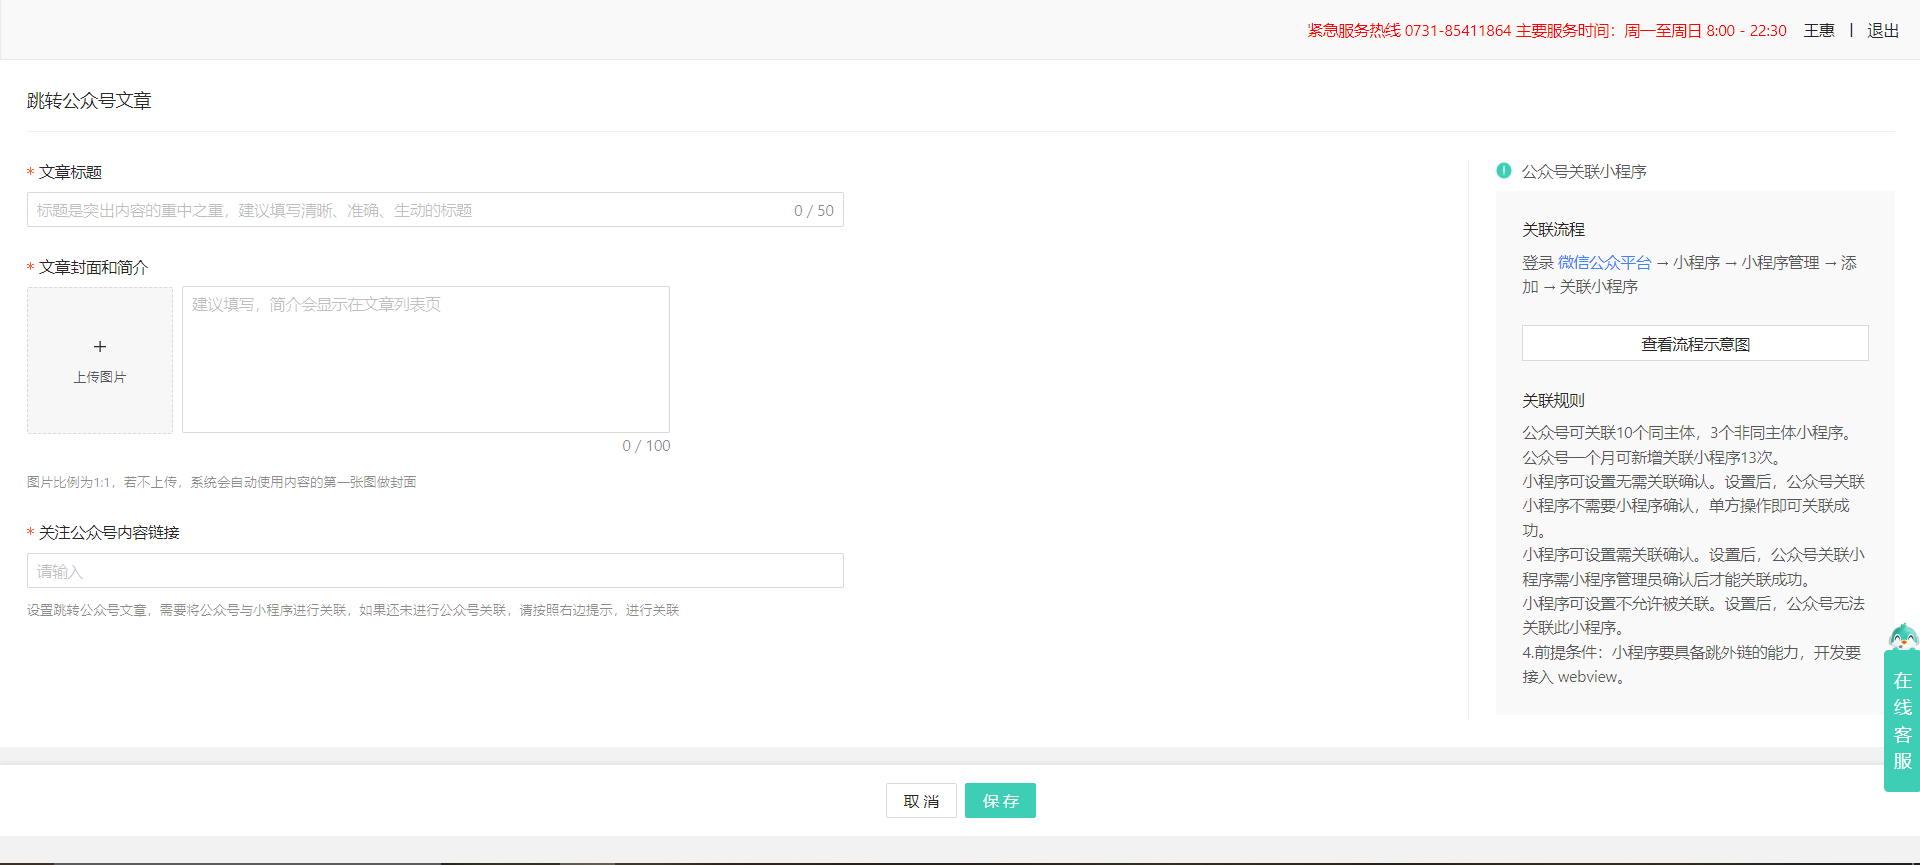 紧急服务热线 0731-85411864 主要服务时间：周一至周日 8:00 - 22:30 王惠 | 退出
跳转公众号文章
* 文章标题
标题是突出内容的重中之重，建议填写清晰、准确、生动的标题 0 / 50
* 文章封面和简介
+
上传图片
建议填写，简介会显示在文章列表页
0 / 100
图片比例为1:1，若不上传，系统会自动使用内容的第一张图做封面
* 关注公众号内容链接
请输入
设置跳转公众号文章，需要将公众号与小程序进行关联，如果还未进行公众号关联，请按照右边提示，进行关联
公众号关联小程序
关联流程
登录 微信公众平台 → 小程序 → 小程序管理 → 添
加 → 关联小程序
查看流程示意图
关联规则
公众号可关联10个同主体，3个非同主体小程序。
公众号一个月可新增关联小程序13次。
小程序可设置无需关联确认。设置后，公众号关联
小程序不需要小程序确认，单方操作即可关联成
功。
小程序可设置需关联确认。设置后，公众号关联小
程序需小程序管理员确认后才能关联成功。
小程序可设置不允许被关联。设置后，公众号无法
关联此小程序。
4.前提条件：小程序要具备跳外链的能力，开发要
接入 webview。
在线客服
取 消
保 存